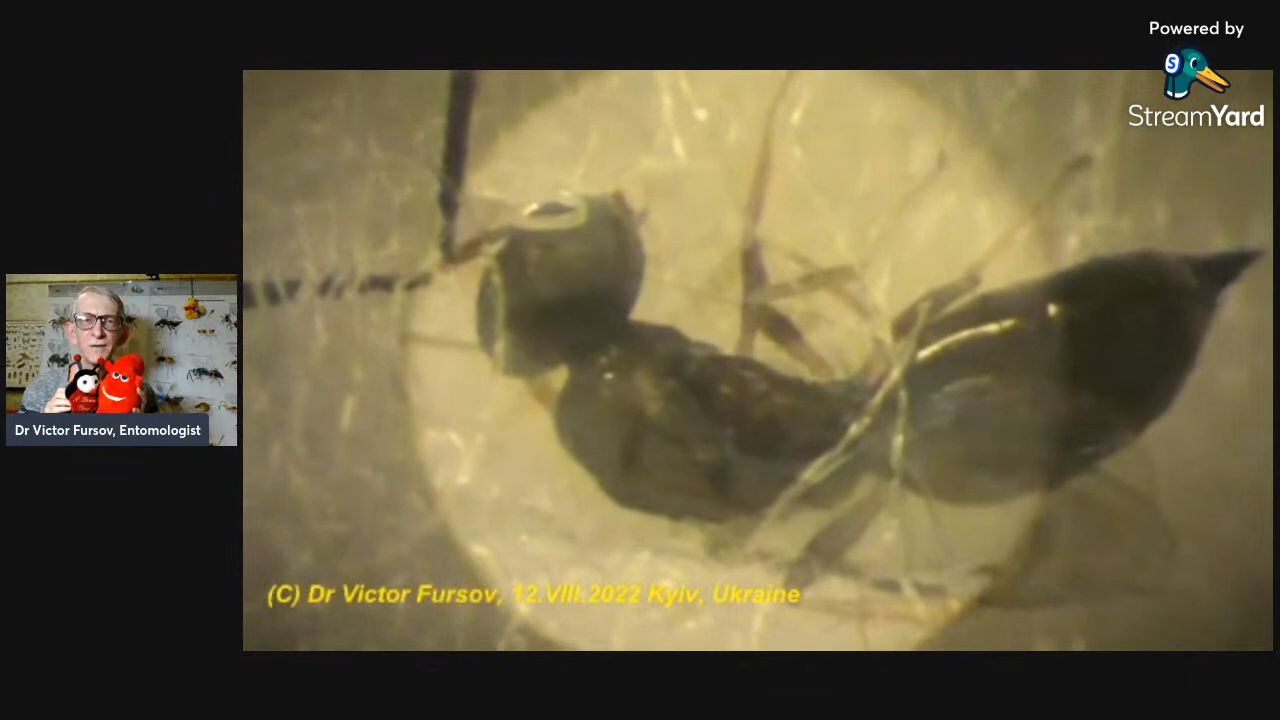 Powered by
S
StreamYard
Dr Victor Fursov, Entomologist
(C) Dr Victor Fursov, 12.VIII.2022 Kyiv, Ukraine